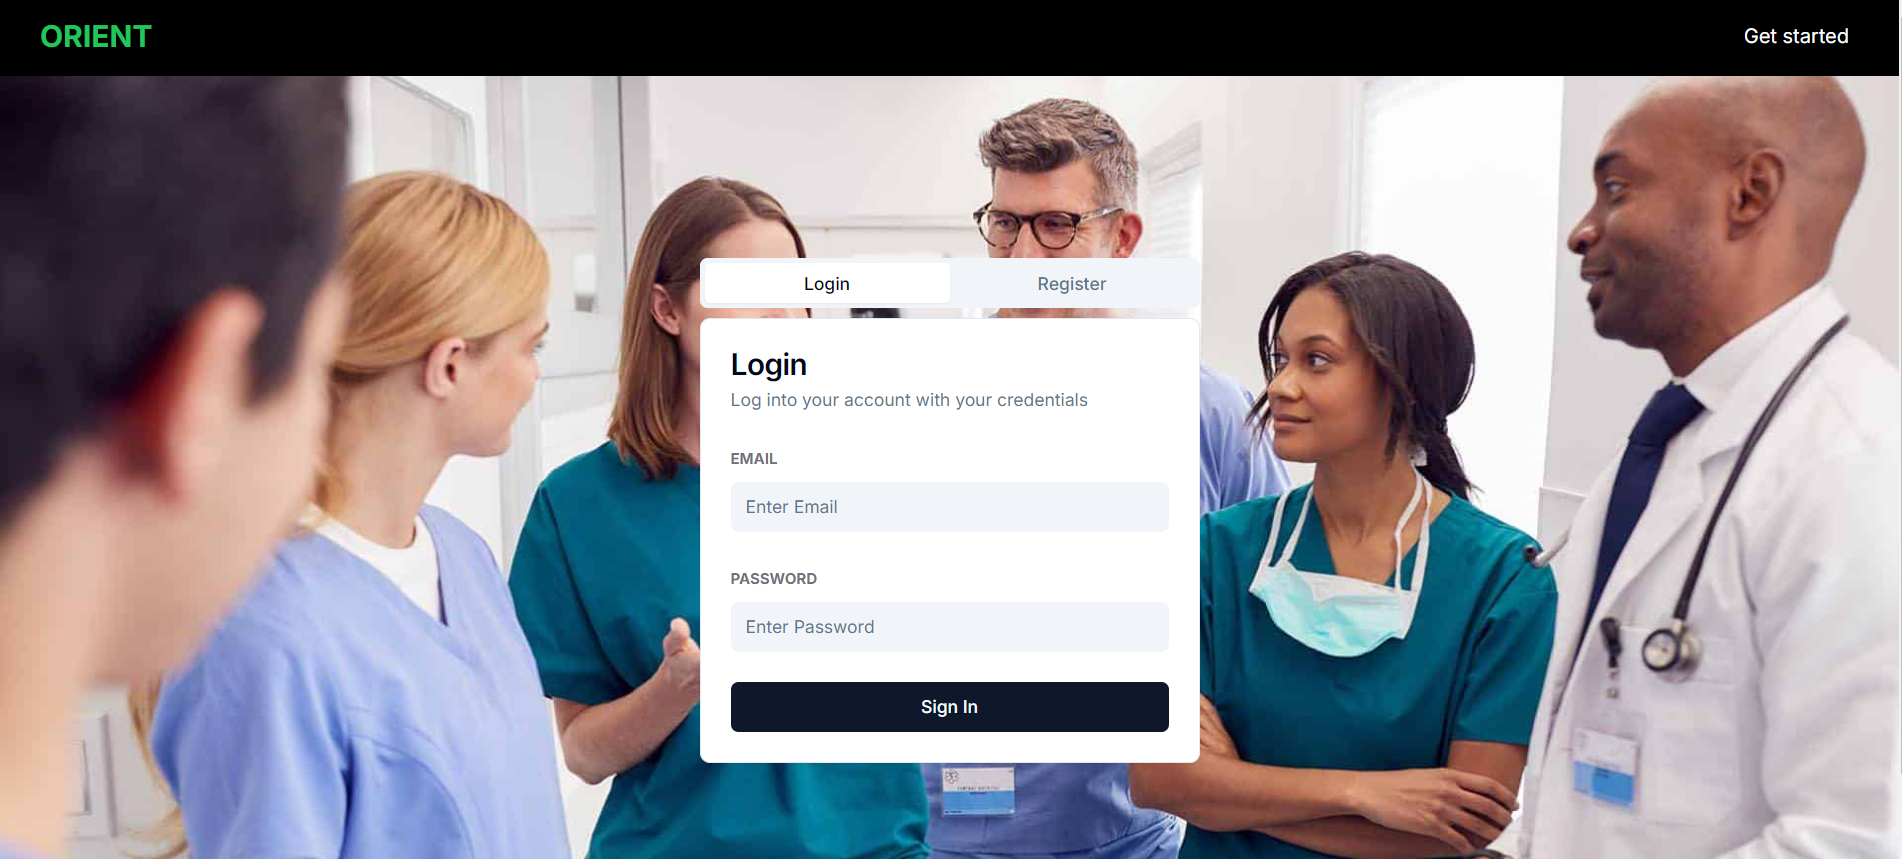 ORIENT
Get started
Login
Register
Login
Log into your account with your credentials
EMAIL
Enter Email
PASSWORD
Enter Password
Sign In